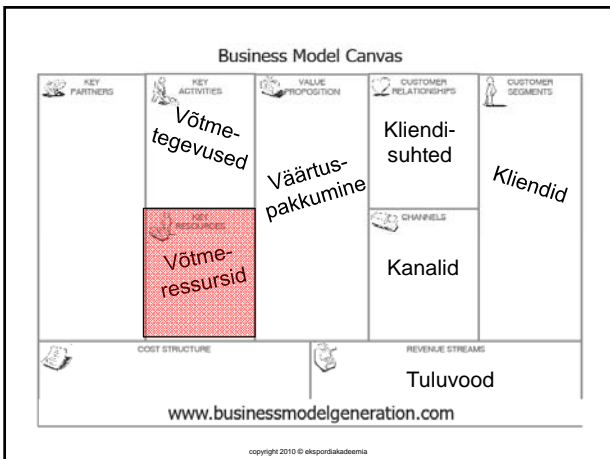 Business Model Canvas
KEY
PARTNERS
KEY
ACTIVITIES
Võtme-
tegevused
VALUE
PROPOSITION
Väärtus-
pakkumine
CUSTOMER
RELATIONSHIPS
Kliendi-
suhted
CUSTOMER
SEGMENTS
Kliendid
KEY
RESOURCES
Võtme-
ressursid
CHANNELS
Kanalid
COST STRUCTURE
REVENUE STREAMS
Tuluvood
www.businessmodelgeneration.com
copyright 2010 © ekspordiakadeemia